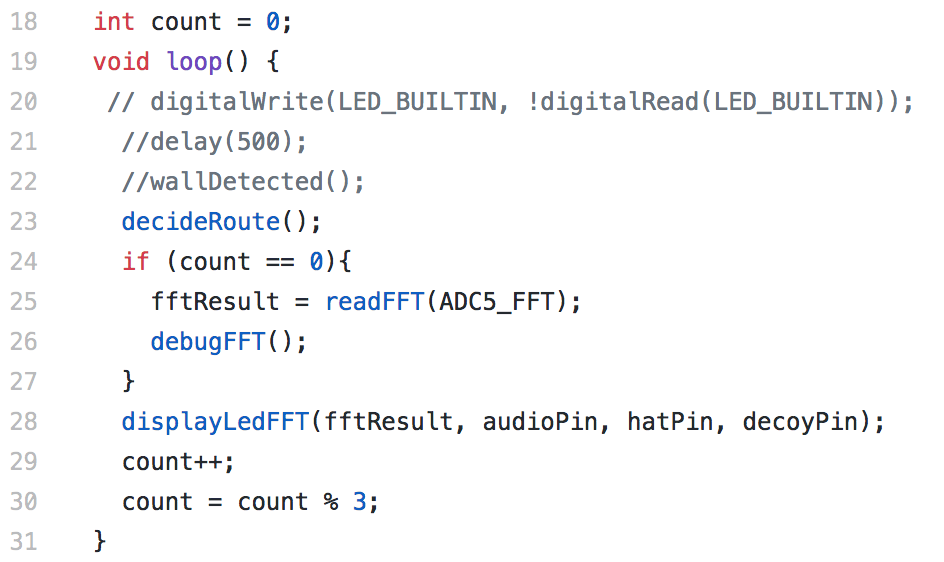 18 int count = 0;
19 void loop() {
20 // digitalWrite(LED_BUILTIN, !digitalRead(LED_BUILTIN));
21 //delay(500);
22 //wallDetected();
23 decideRoute();
24 if (count == 0){
25 fftResult = readFFT(ADC5_FFT);
26 debugFFT();
27 }
28 displayLedFFT(fftResult, audioPin, hatPin, decoyPin);
29 count++;
30 count = count % 3;
31 }